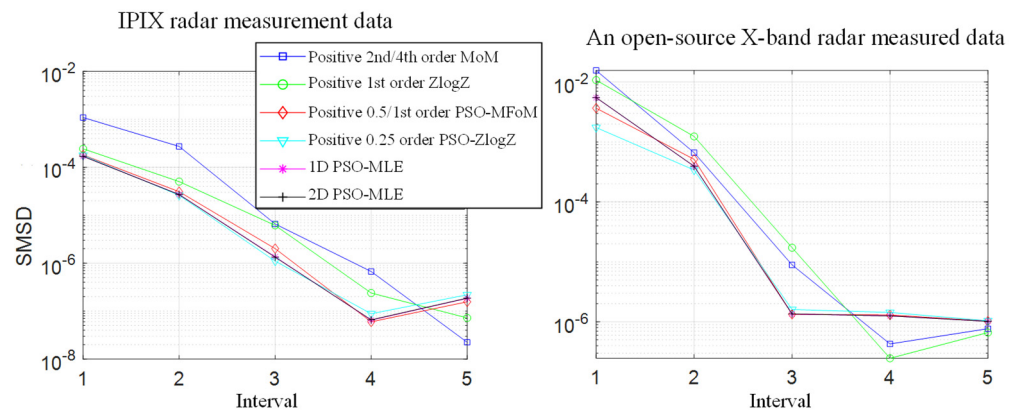 IPIX radar measurement data
An open-source X-band radar measured data
Positive 2nd/4th order MoM
Positive 1st order ZlogZ
Positive 0.5/1st order PSO-MFoM
Positive 0.25 order PSO-ZlogZ
1D PSO-MLE
2D PSO-MLE
SMSD
10⁻²
10⁻⁴
10⁻⁶
10⁻⁸
1 2 3 4 5
Interval
10⁻²
10⁻⁴
10⁻⁶
1 2 3 4 5
Interval